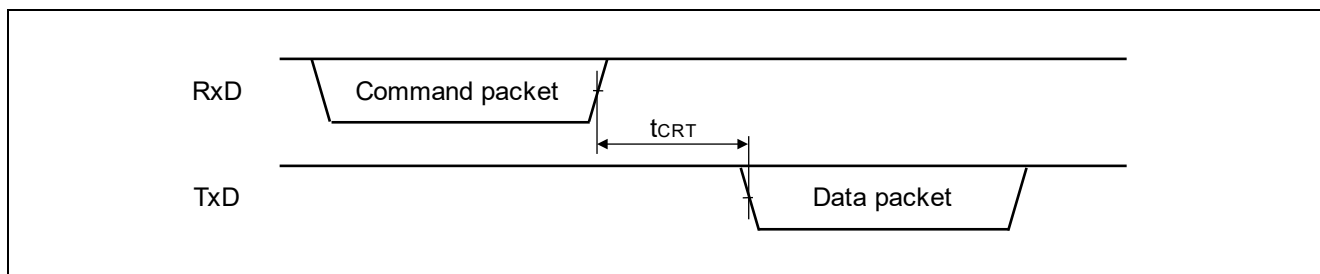 RxD
Command packet
tCRT
TxD
Data packet